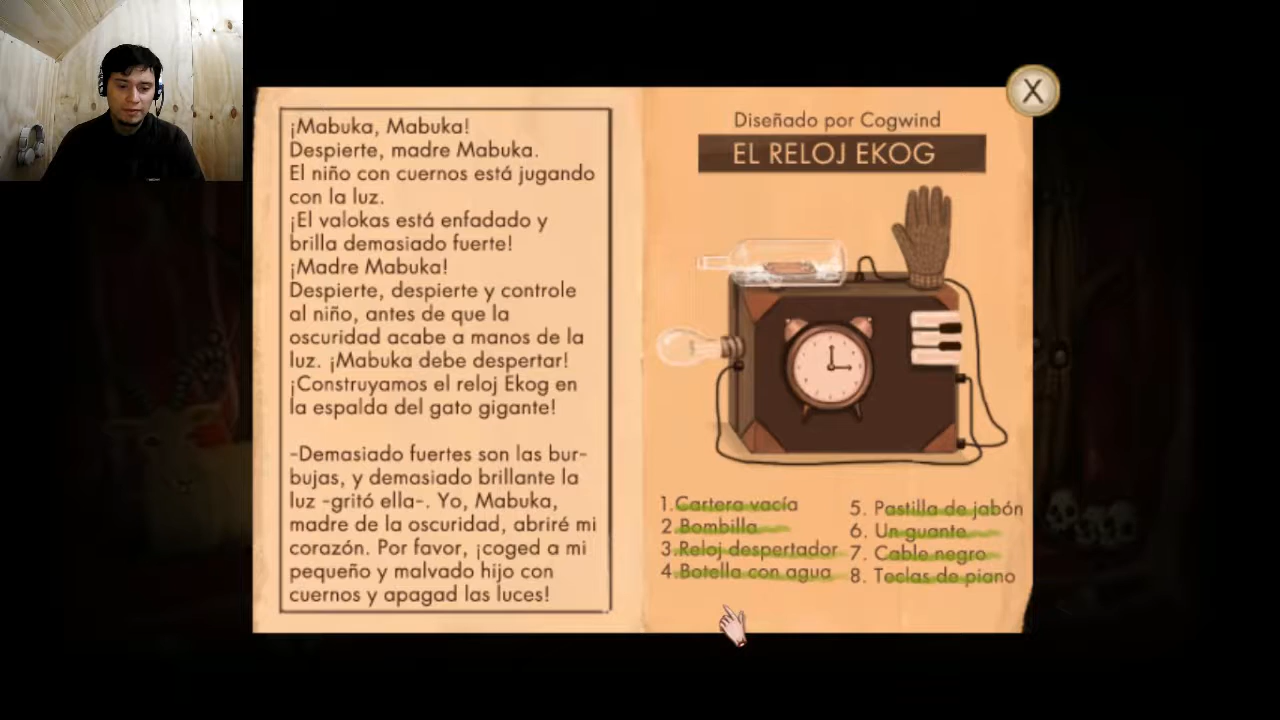 ¡Mabuka, Mabuka!
Despierte, madre Mabuka.
El niño con cuernos está jugando
con la luz.
¡El valokas está enfadado y
brilla demasiado fuerte!
¡Madre Mabuka!
Despierte, despierte y controle
al niño, antes de que la
oscuridad acabe a manos de la
luz. ¡Mabuka debe despertar!
¡Construyamos el reloj Ekog en
la espalda del gato gigante!
-Demasiado fuertes son las bur-
bujas, y demasiado brillante la
luz -gritó ella-. Yo, Mabuka,
madre de la oscuridad, abriré mi
corazón. Por favor, ¡coged a mi
pequeño y malvado hijo con
cuernos y apagad las luces!
Diseñado por Cogwind
EL RELOJ EKOG
1. Cartera vacía
2. Bombilla
3. Reloj despertador
4. Botella con agua
5. Pastilla de jabón
6. Un guante
7. Cable negro
8. Teclas de piano
X